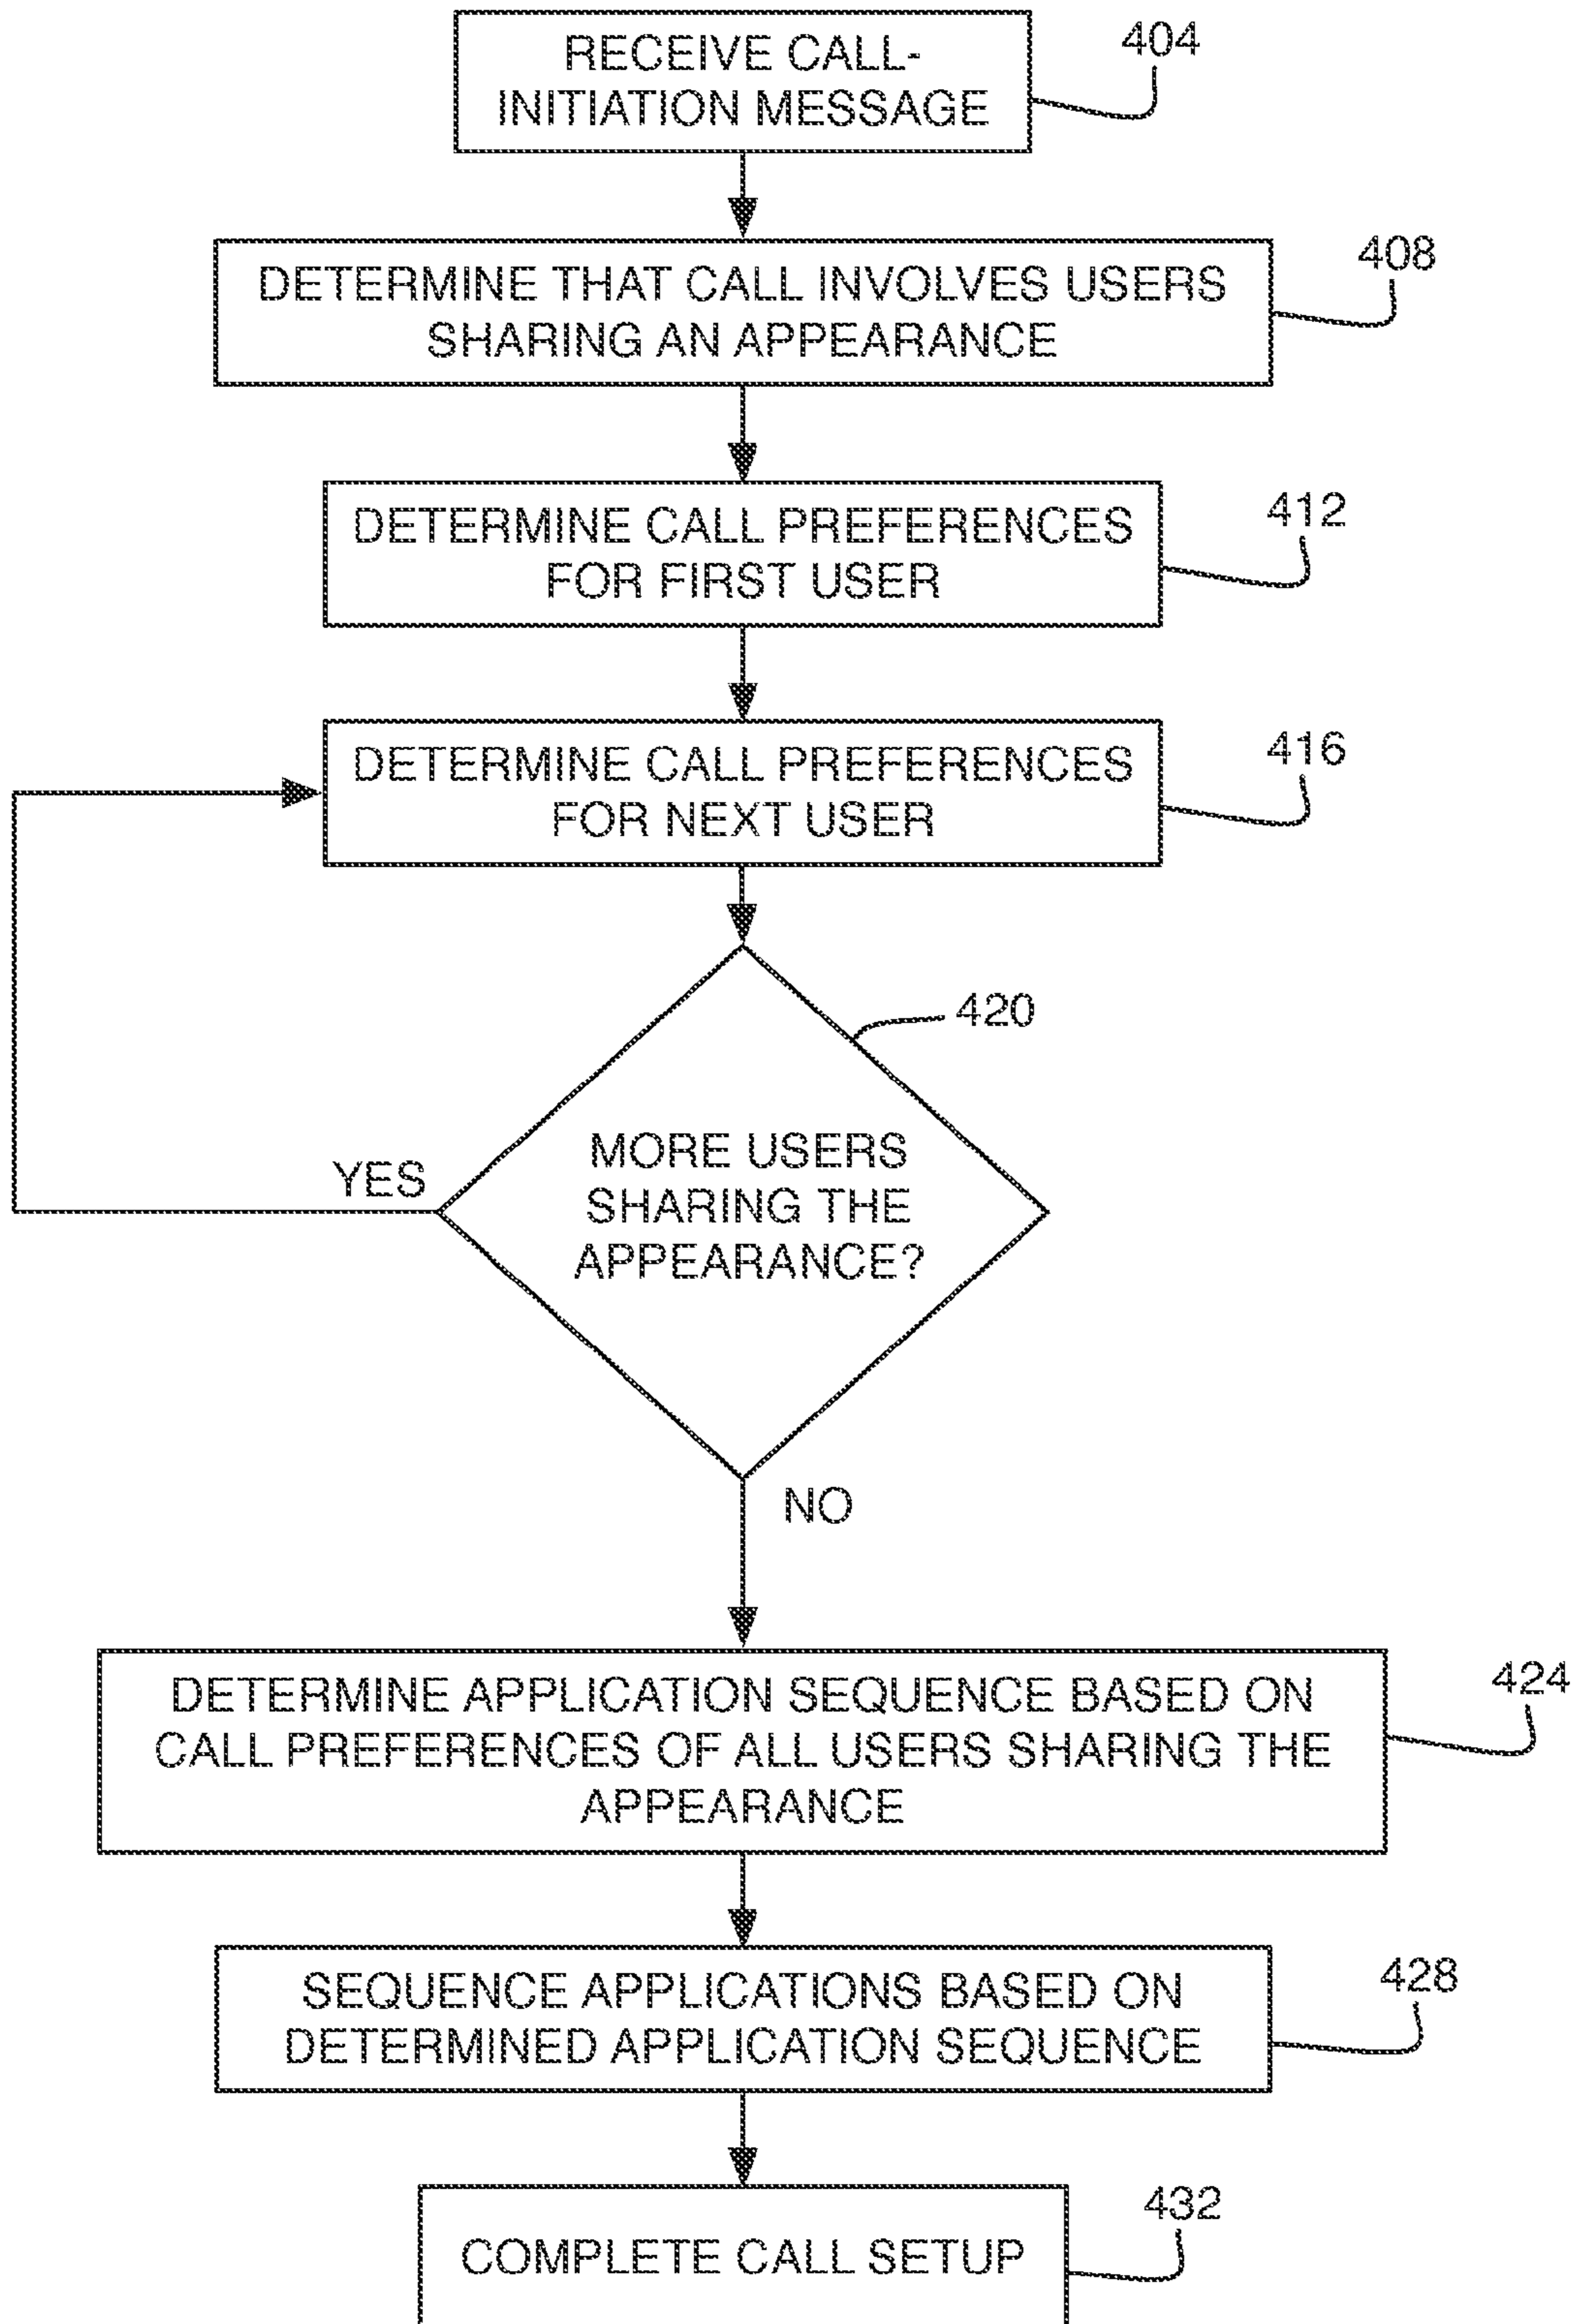 RECEIVE CALL-
INITIATION MESSAGE
404
DETERMINE THAT CALL INVOLVES USERS
SHARING AN APPEARANCE
408
DETERMINE CALL PREFERENCES
FOR FIRST USER
412
DETERMINE CALL PREFERENCES
FOR NEXT USER
416
420
MORE USERS
SHARING THE
APPEARANCE?
YES
NO
DETERMINE APPLICATION SEQUENCE BASED ON
CALL PREFERENCES OF ALL USERS SHARING THE
APPEARANCE
424
SEQUENCE APPLICATIONS BASED ON
DETERMINED APPLICATION SEQUENCE
428
COMPLETE CALL SETUP
432